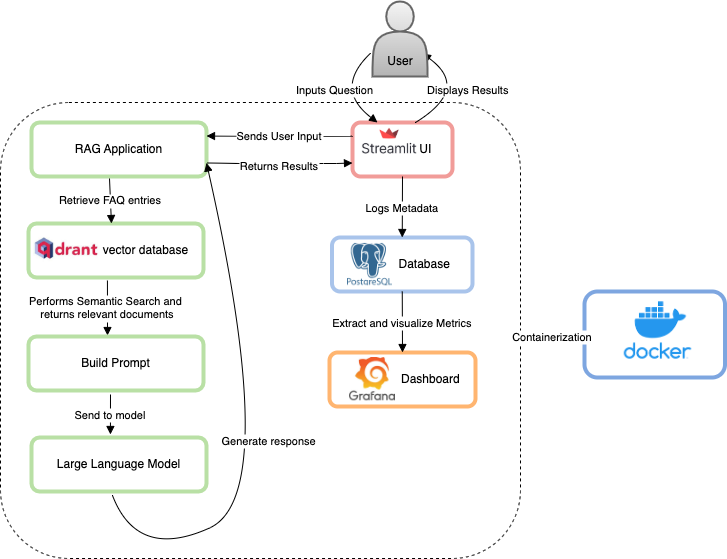 User
Inputs Question
Displays Results
RAG Application
Sends User Input
Streamlit UI
Returns Results
Retrieve FAQ entries
Logs Metadata
qdrant vector database
PostgreSQL
Database
Performs Semantic Search and
returns relevant documents
Extract and visualize Metrics
Containerization
docker
Build Prompt
Grafana
Dashboard
Send to model
Generate response
Large Language Model